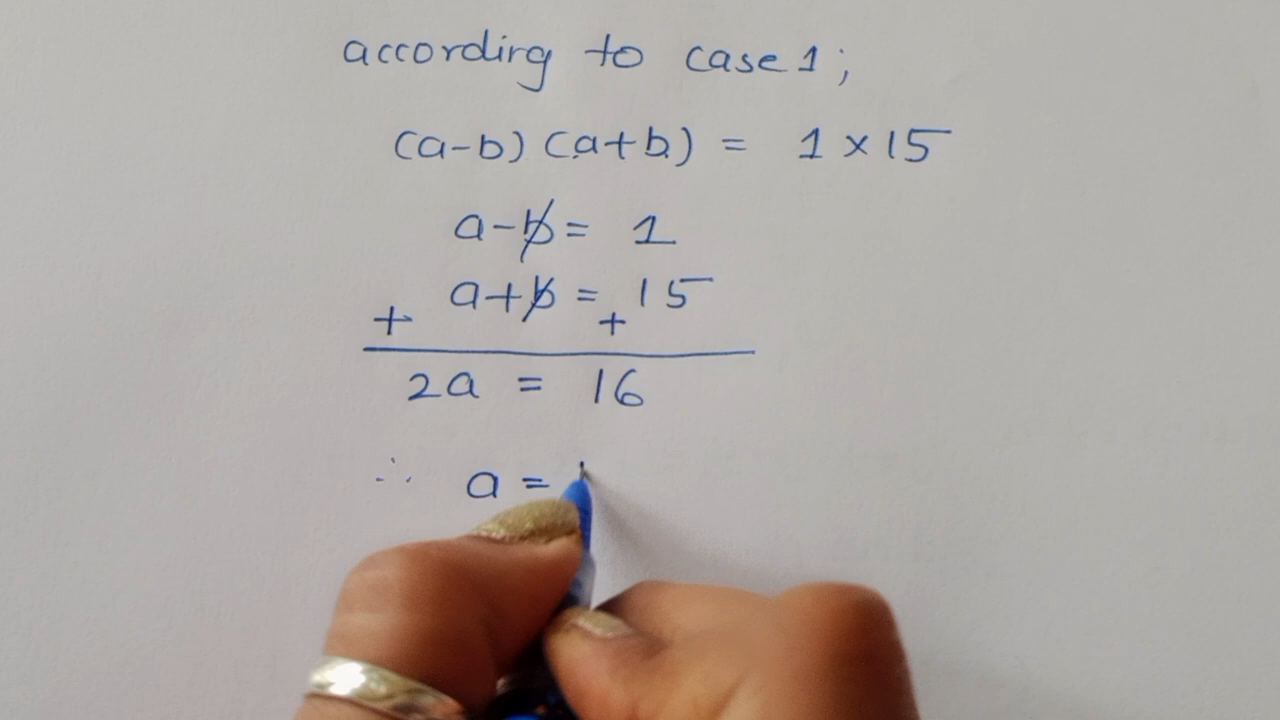 according to case 1;
(a-b) (a+b) = 1 × 15
a-b = 1
+ a+b = + 15
2a = 16
∴ a =